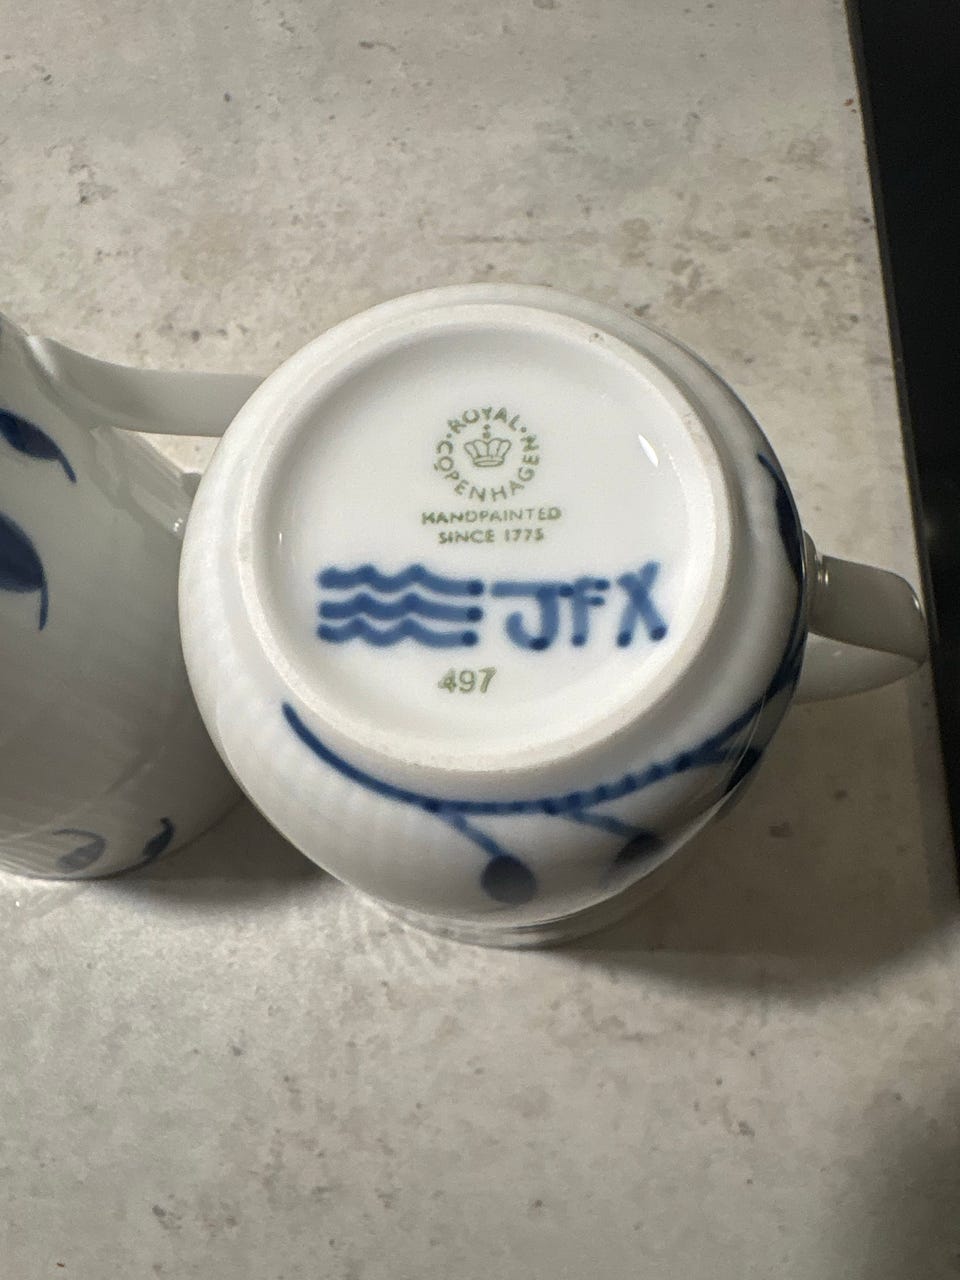 ROYAL
COPENHAGEN
HANDPAINTED
SINCE 1775
JFX
497